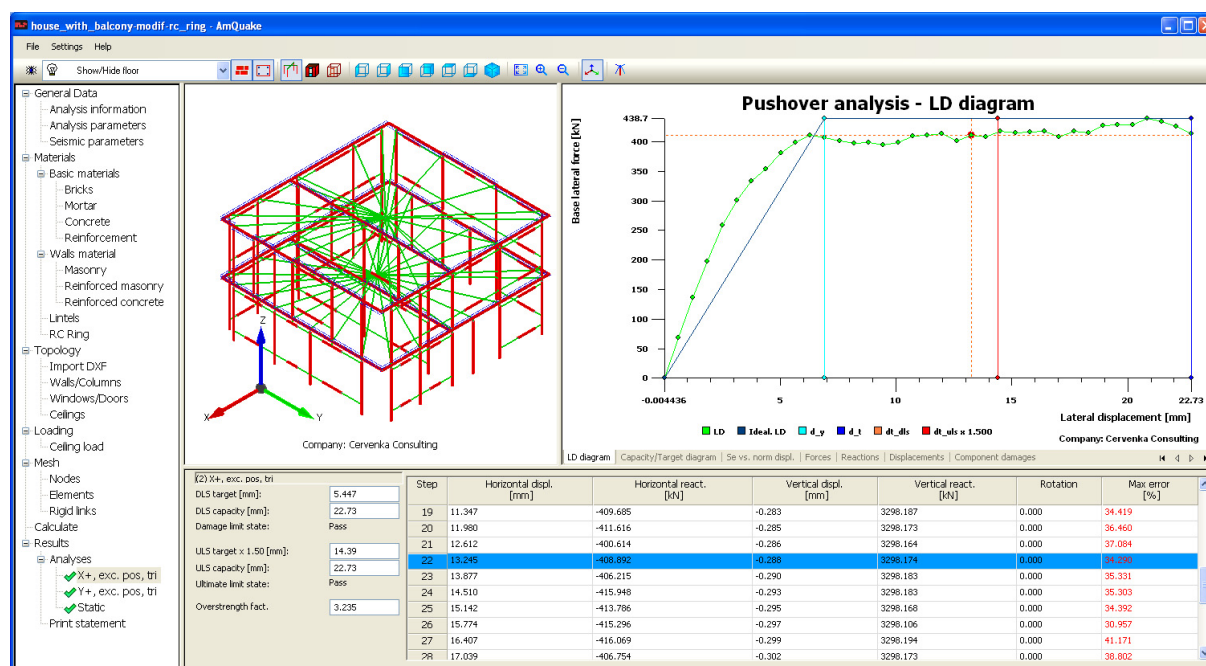 house_with_balcony-modif-rc_ring - AmQuake
File Settings Help
Show/Hide floor
General Data
Analysis information
Analysis parameters
Seismic parameters
Materials
Basic materials
Bricks
Mortar
Concrete
Reinforcement
Walls material
Masonry
Reinforced masonry
Reinforced concrete
Lintels
RC Ring
Topology
Import DXF
Walls/Columns
Windows/Doors
Ceilings
Loading
Ceiling load
Mesh
Nodes
Elements
Rigid links
Calculate
Results
Analyses
X+, exc. pos, tri
Y+, exc. pos, tri
Static
Print statement
Z
X
Y
Company: Cervenka Consulting
Pushover analysis - LD diagram
Base lateral force [kN]
438.7
400
350
300
250
200
150
100
50
0
-0.004436 5 10 15 20 22.73
Lateral displacement [mm]
LD Ideal. LD d_y d_t dt_dls dt_uls x 1.500
Company: Cervenka Consulting
LD diagram Capacity/Target diagram Se vs. norm displ. Forces Reactions Displacements Component damages
(2) X+, exc. pos, tri
DLS target [mm]: 5.447
DLS capacity [mm]: 22.73
Damage limit state: Pass
ULS target x 1.50 [mm]: 14.39
ULS capacity [mm]: 22.73
Ultimate limit state: Pass
Overstrength fact. 3.235
Step Horizontal displ. [mm] Horizontal react. [kN] Vertical displ. [mm] Vertical react. [kN] Rotation Max error [%]
19 11.347 -409.685 -0.283 3298.187 0.000 34.419
20 11.980 -411.616 -0.285 3298.173 0.000 36.460
21 12.612 -400.614 -0.286 3298.164 0.000 37.084
22 13.245 -408.892 -0.288 3298.174 0.000 34.290
23 13.877 -406.215 -0.290 3298.183 0.000 35.331
24 14.510 -415.948 -0.293 3298.183 0.000 35.303
25 15.142 -413.786 -0.295 3298.168 0.000 34.392
26 15.774 -415.296 -0.297 3298.106 0.000 30.957
27 16.407 -416.069 -0.299 3298.194 0.000 41.171
28 17.039 -406.754 -0.302 3298.173 0.000 38.802